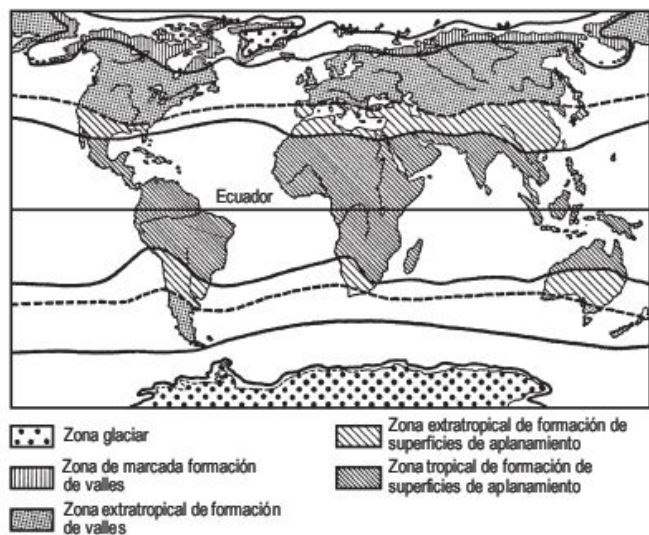 Ecuador
Zona glaciar
Zona de marcada formación
de valles
Zona extratropical de formación
de valles
Zona extratropical de formación de
superficies de aplanamiento
Zona tropical de formación de
superficies de aplanamiento